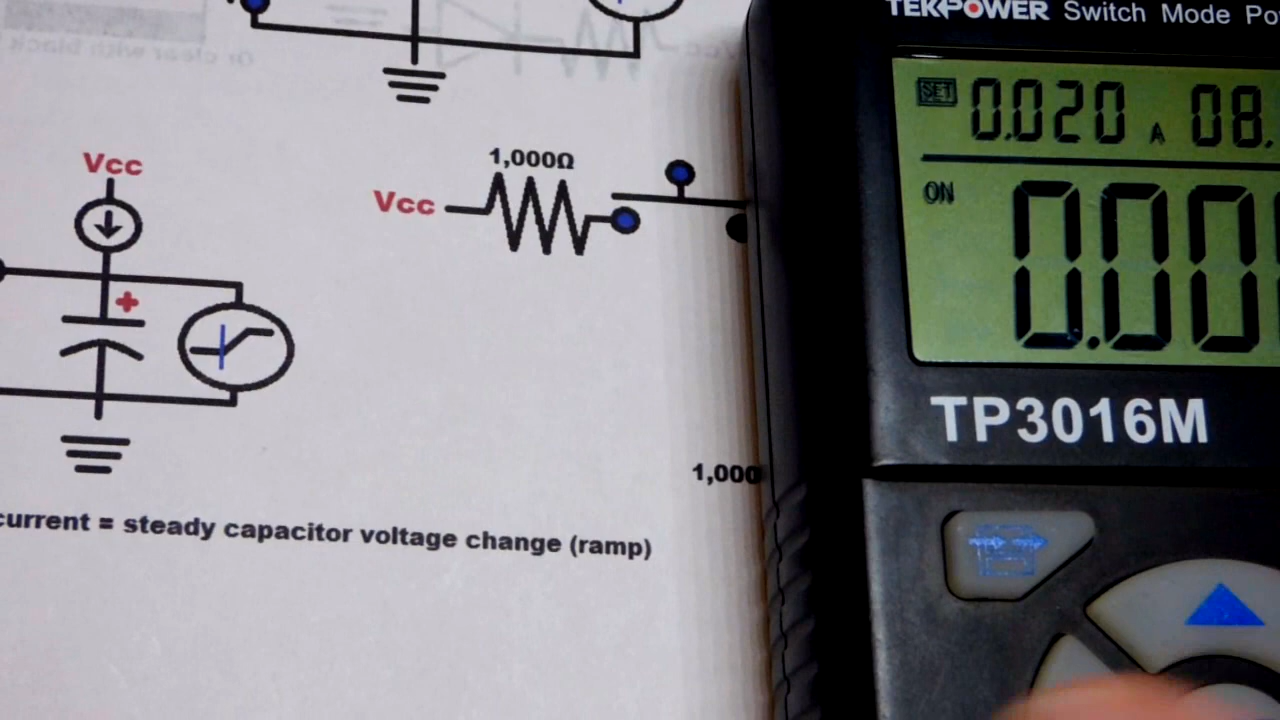 TEKPOWER Switch Mode Po
SET 0.020 A 08.
ON 0.00
TP3016M
Vcc
1,000Ω
Vcc
+
1,000
current = steady capacitor voltage change (ramp)